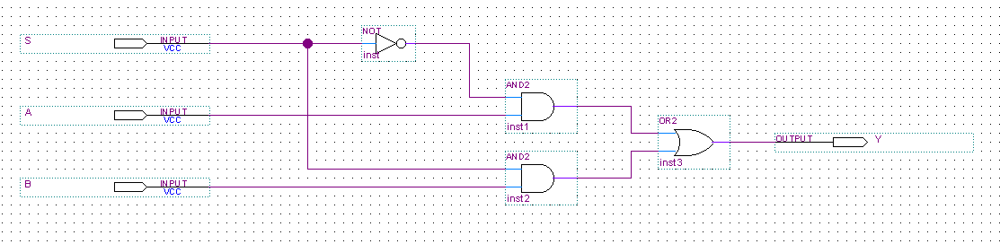 NOT
S
INPUT
VCC
inst
AND2
A
INPUT
VCC
inst1
OR2
OUTPUT
Y
AND2
inst3
B
INPUT
VCC
inst2